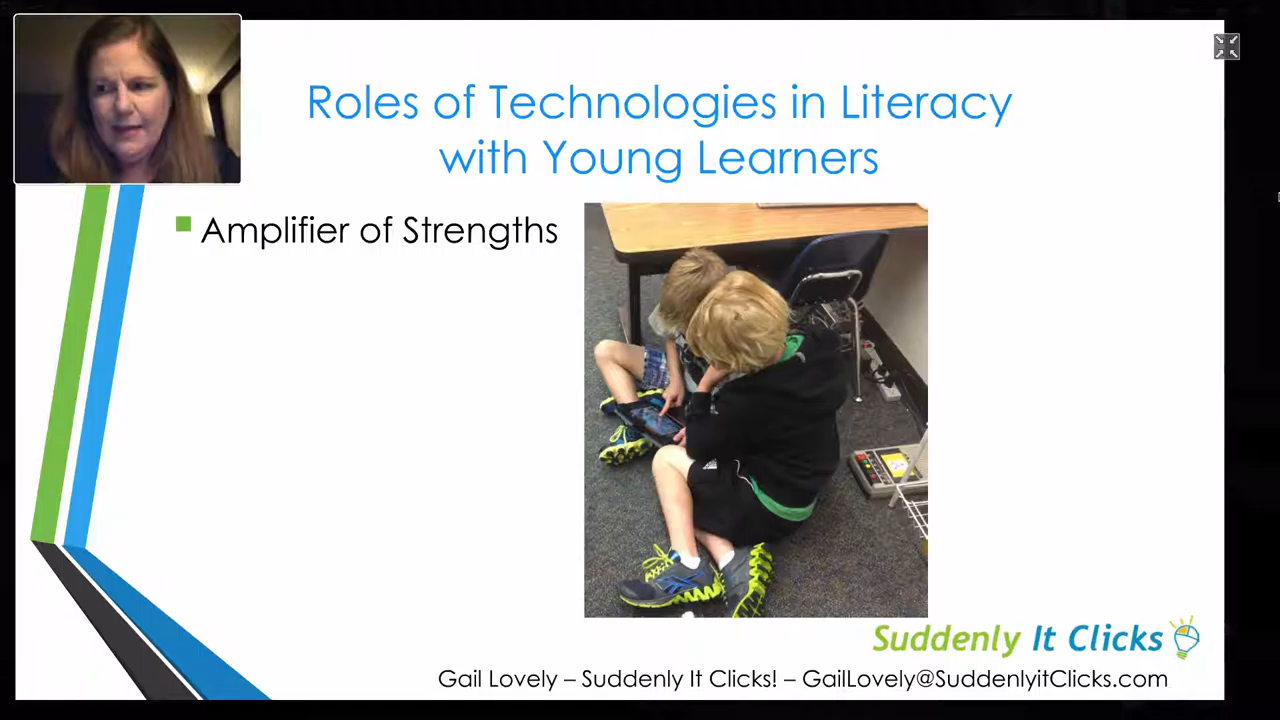 Roles of Technologies in Literacy
with Young Learners
Amplifier of Strengths
Suddenly It Clicks
Gail Lovely – Suddenly It Clicks! – GailLovely@SuddenlyitClicks.com